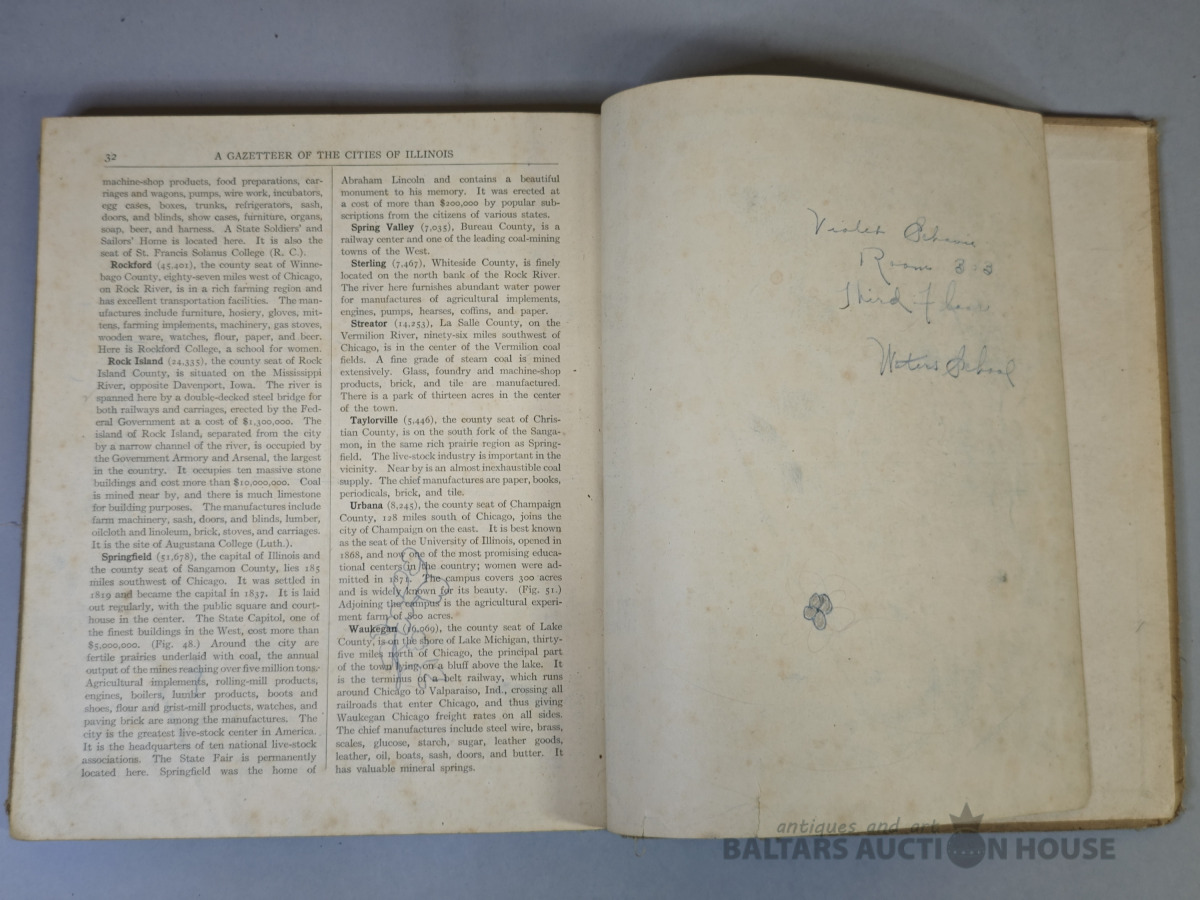 32
A GAZETTEER OF THE CITIES OF ILLINOIS
machine-shop products, food preparations, car-
riages and wagons, pumps, wire work, incubators,
egg cases, boxes, trunks, refrigerators, sash,
doors, and blinds, show cases, furniture, organs,
soap, beer, and harness. A State Soldiers' and
Sailors' Home is located here. It is also the
seat of St. Francis Solanus College (R. C.).
Rockford (45,401), the county seat of Winne-
bago County, eighty-seven miles west of Chicago,
on Rock River, is in a rich farming region and
has excellent transportation facilities. The man-
ufactures include furniture, hosiery, gloves, mit-
tens, farming implements, machinery, gas stoves,
wooden ware, watches, flour, paper, and beer.
Here is Rockford College, a school for women.
Rock Island (24,335), the county seat of Rock
Island County, is situated on the Mississippi
River, opposite Davenport, Iowa. The river is
spanned here by a double-decked steel bridge for
both railways and carriages, erected by the Fed-
eral Government at a cost of $1,300,000. The
island of Rock Island, separated from the city
by a narrow channel of the river, is occupied by
the Government Armory and Arsenal, the largest
in the country. It occupies ten massive stone
buildings and cost more than $10,000,000. Coal
is mined near by, and there is much limestone
for building purposes. The manufactures include
farm machinery, sash, doors, and blinds, lumber,
oilcloth and linoleum, brick, stoves, and carriages.
It is the site of Augustana College (Luth.).
Springfield (51,678), the capital of Illinois and
the county seat of Sangamon County, lies 185
miles southwest of Chicago. It was settled in
1819 and became the capital in 1837. It is laid
out regularly, with the public square and court-
house in the center. The State Capitol, one of
the finest buildings in the West, cost more than
$5,000,000. (Fig. 48.) Around the city are
fertile prairies underlaid with coal, the annual
output of the mines reaching over five million tons.
Agricultural implements, rolling-mill products,
engines, boilers, lumber products, boots and
shoes, flour and grist-mill products, watches, and
paving brick are among the manufactures. The
city is the greatest live-stock center in America.
It is the headquarters of ten national live-stock
associations. The State Fair is permanently
located here. Springfield was the home of
Abraham Lincoln and contains a beautiful
monument to his memory. It was erected at
a cost of more than $200,000 by popular sub-
scriptions from the citizens of various states.
Spring Valley (7,035), Bureau County, is a
railway center and one of the leading coal-mining
towns of the West.
Sterling (7,467), Whiteside County, is finely
located on the north bank of the Rock River.
The river here furnishes abundant water power
for manufactures of agricultural implements,
engines, pumps, hearses, coffins, and paper.
Streator (14,253), La Salle County, on the
Vermilion River, ninety-six miles southwest of
Chicago, is in the center of the Vermilion coal
fields. A fine grade of steam coal is mined
extensively. Glass, foundry and machine-shop
products, brick, and tile are manufactured.
There is a park of thirteen acres in the center
of the town.
Taylorville (5,446), the county seat of Chris-
tian County, is on the south fork of the Sanga-
mon, in the same rich prairie region as Spring-
field. The live-stock industry is important in the
vicinity. Near by is an almost inexhaustible coal
supply. The chief manufactures are paper, books,
periodicals, brick, and tile.
Urbana (8,245), the county seat of Champaign
County, 128 miles south of Chicago, joins the
city of Champaign on the east. It is best known
as the seat of the University of Illinois, opened in
1868, and now one of the most promising educa-
tional centers in the country; women were ad-
mitted in 1871. The campus covers 300 acres
and is widely known for its beauty. (Fig. 51.)
Adjoining the campus is the agricultural experi-
ment farm of 800 acres.
Waukegan (16,069), the county seat of Lake
County, is on the shore of Lake Michigan, thirty-
five miles north of Chicago, the principal part
of the town lying on a bluff above the lake. It
is the terminus of a belt railway, which runs
around Chicago to Valparaiso, Ind., crossing all
railroads that enter Chicago, and thus giving
Waukegan Chicago freight rates on all sides.
The chief manufactures include steel wire, brass,
scales, glucose, starch, sugar, leather goods,
leather, oil, boats, sash, doors, and butter. It
has valuable mineral springs.
Violet
Room
Third Floor
Waters School
antiques and art
BALTARS AUCTION HOUSE